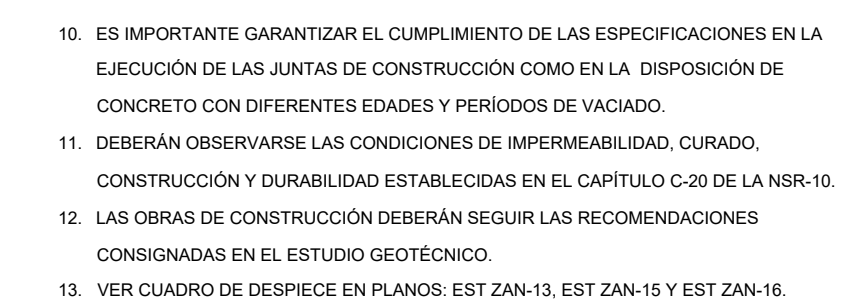 10. ES IMPORTANTE GARANTIZAR EL CUMPLIMIENTO DE LAS ESPECIFICACIONES EN LA
EJECUCIÓN DE LAS JUNTAS DE CONSTRUCCIÓN COMO EN LA DISPOSICIÓN DE
CONCRETO CON DIFERENTES EDADES Y PERÍODOS DE VACIADO.
11. DEBERÁN OBSERVARSE LAS CONDICIONES DE IMPERMEABILIDAD, CURADO,
CONSTRUCCIÓN Y DURABILIDAD ESTABLECIDAS EN EL CAPÍTULO C-20 DE LA NSR-10.
12. LAS OBRAS DE CONSTRUCCIÓN DEBERÁN SEGUIR LAS RECOMENDACIONES
CONSIGNADAS EN EL ESTUDIO GEOTÉCNICO.
13. VER CUADRO DE DESPIECE EN PLANOS: EST ZAN-13, EST ZAN-15 Y EST ZAN-16.